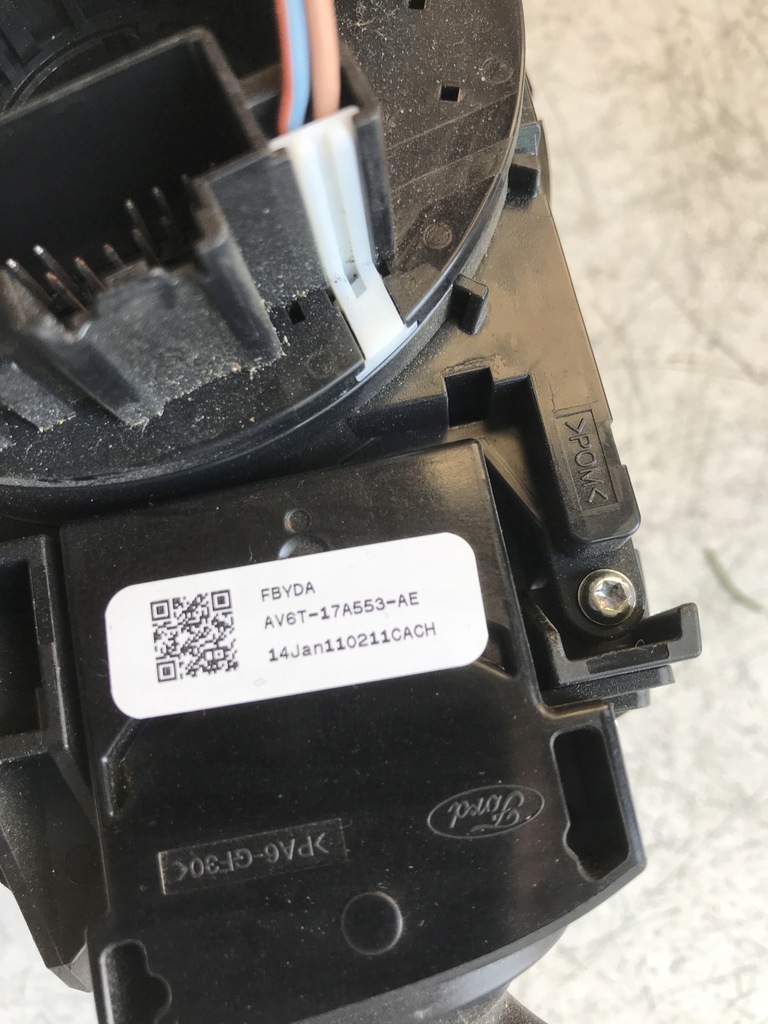 >POM<
FBYDA
AV6T-17A553-AE
14Jan110211CACH
Ford
>PA6-GF30<